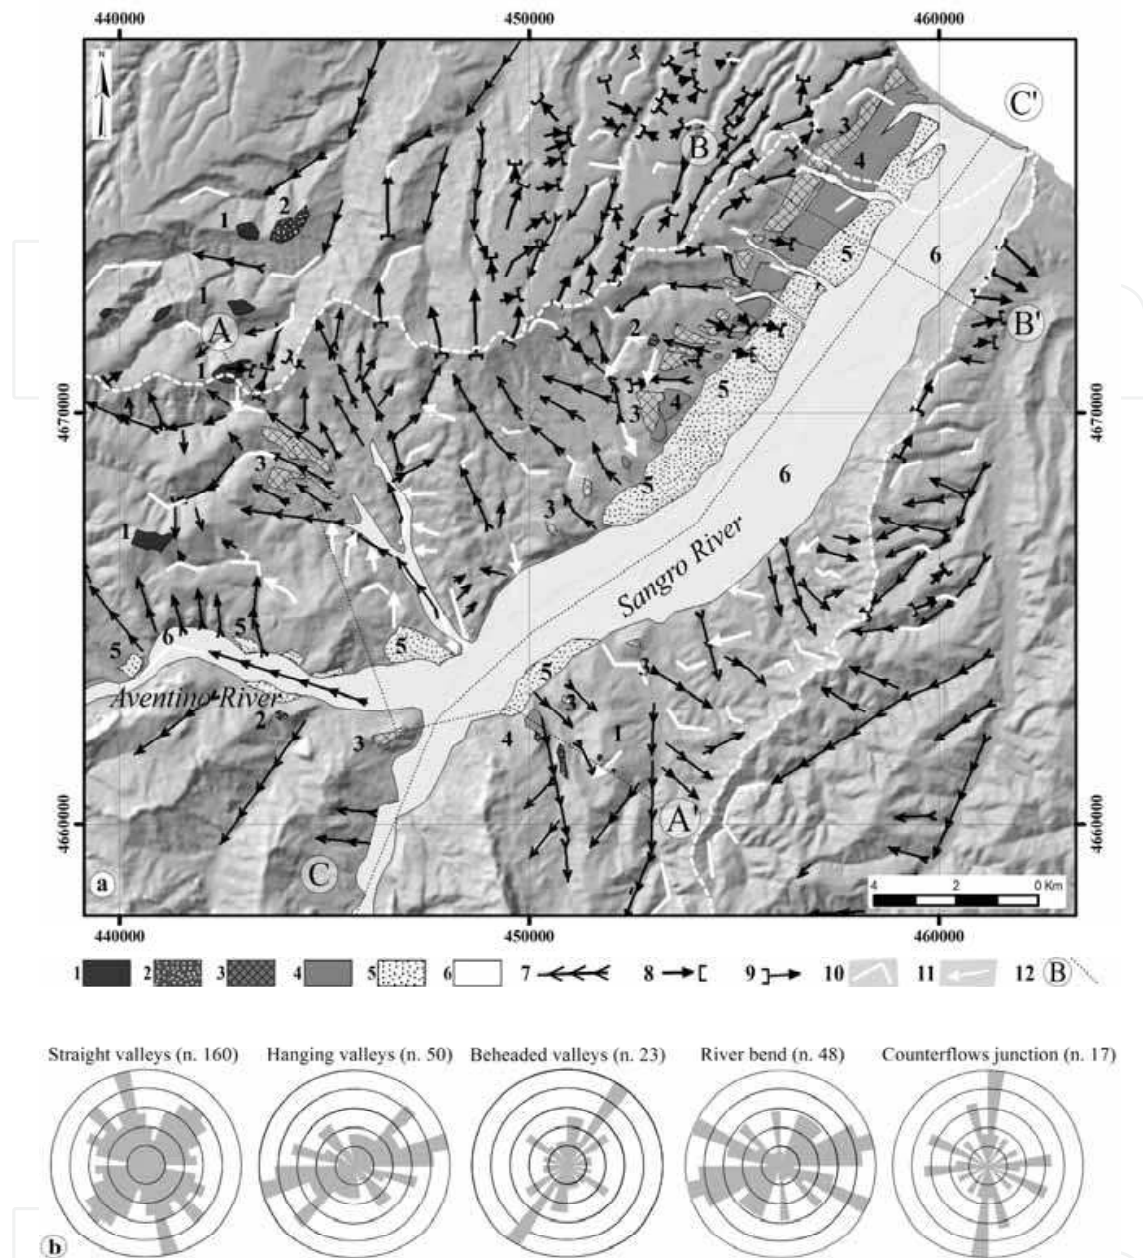 440000 450000 460000
N
C'
B
3
4
2
1
5
6
1
B'
A
2
1
3
5
4670000 4670000
3
4
6
3
5
3
1
Sangro River
5
6
5
5
5
3
Aventino River
3
2
1
3
4
A'
4660000 4660000
C
a
4 2 0 Km
440000 450000 460000
1 2 3 4 5 6 7 8 9 10 11 12 B
Straight valleys (n. 160) Hanging valleys (n. 50) Beheaded valleys (n. 23) River bend (n. 48) Counterflows junction (n. 17)
b